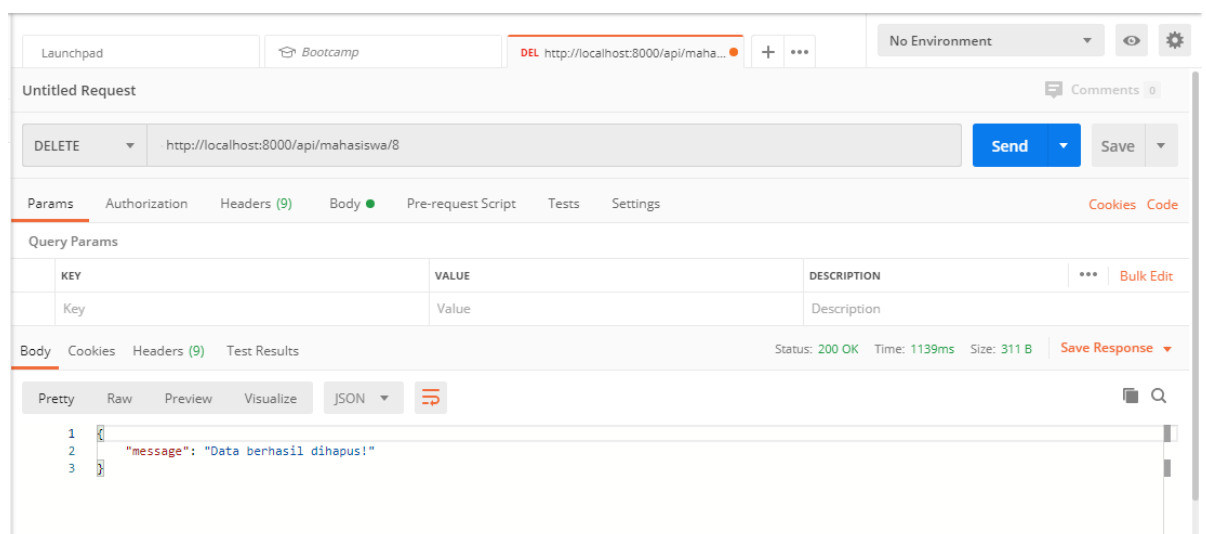 Launchpad Bootcamp DEL http://localhost:8000/api/maha... + ••• No Environment
Untitled Request Comments 0
DELETE http://localhost:8000/api/mahasiswa/8 Send Save
Params Authorization Headers (9) Body Pre-request Script Tests Settings Cookies Code
Query Params
KEY VALUE DESCRIPTION ••• Bulk Edit
Key Value Description
Body Cookies Headers (9) Test Results Status: 200 OK Time: 1139ms Size: 311 B Save Response
Pretty Raw Preview Visualize JSON
1 {
2 "message": "Data berhasil dihapus!"
3 }